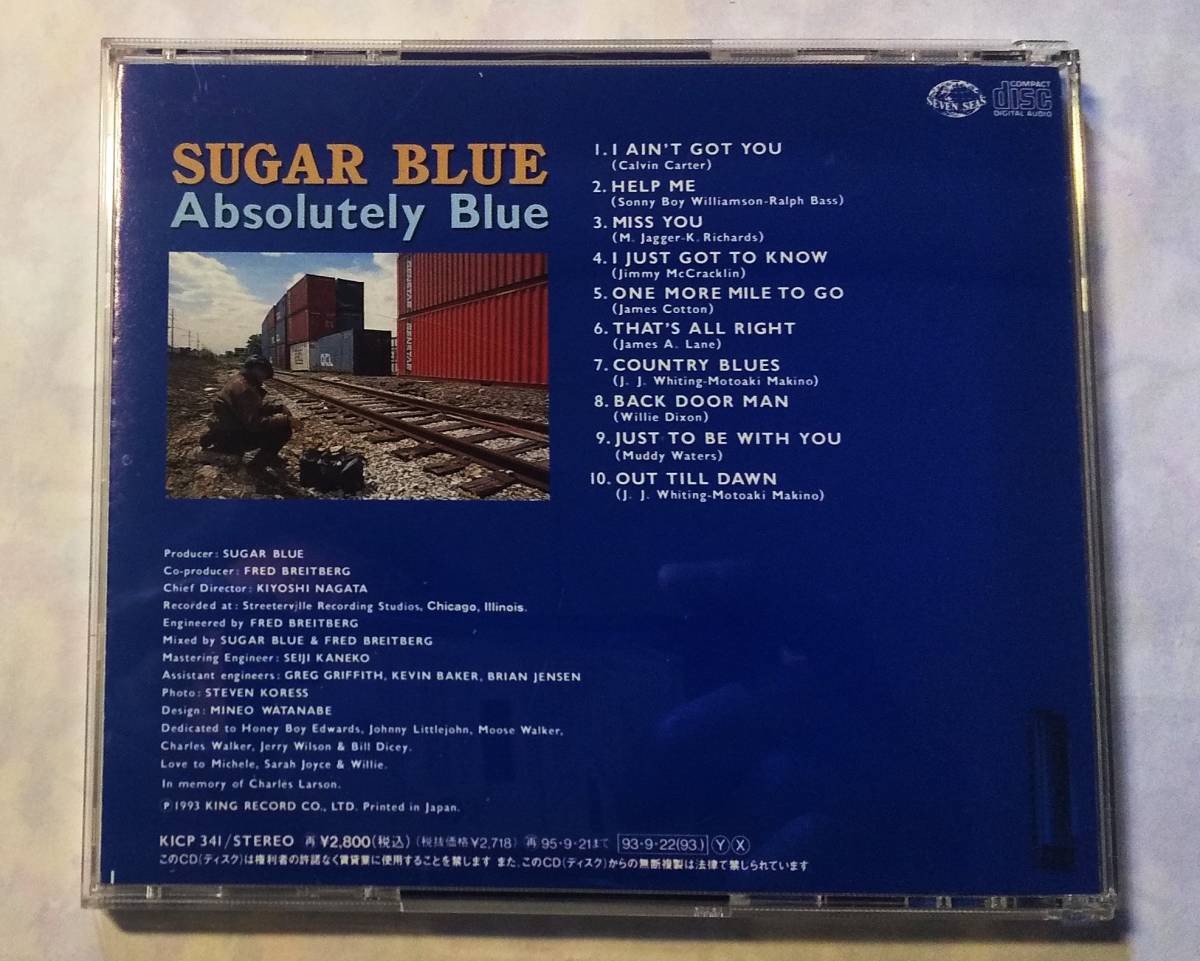 SEVEN SEAS
COMPACT
disc
DIGITAL AUDIO
SUGAR BLUE
Absolutely Blue
GENSTAR
GENSTAR
OCL
1. I AIN'T GOT YOU
(Calvin Carter)
2. HELP ME
(Sonny Boy Williamson-Ralph Bass)
3. MISS YOU
(M. Jagger-K. Richards)
4. I JUST GOT TO KNOW
(Jimmy McCracklin)
5. ONE MORE MILE TO GO
(James Cotton)
6. THAT'S ALL RIGHT
(James A. Lane)
7. COUNTRY BLUES
(J. J. Whiting-Motoaki Makino)
8. BACK DOOR MAN
(Willie Dixon)
9. JUST TO BE WITH YOU
(Muddy Waters)
10. OUT TILL DAWN
(J. J. Whiting-Motoaki Makino)
Producer: SUGAR BLUE
Co-producer: FRED BREITBERG
Chief Director: KIYOSHI NAGATA
Recorded at: Streeterville Recording Studios, Chicago, Illinois.
Engineered by FRED BREITBERG
Mixed by SUGAR BLUE & FRED BREITBERG
Mastering Engineer: SEIJI KANEKO
Assistant engineers: GREG GRIFFITH, KEVIN BAKER, BRIAN JENSEN
Photo: STEVEN KORESS
Design: MINEO WATANABE
Dedicated to Honey Boy Edwards, Johnny Littlejohn, Moose Walker,
Charles Walker, Jerry Wilson & Bill Dicey.
Love to Michele, Sarah Joyce & Willie.
In memory of Charles Larson.
Ⓟ 1993 KING RECORD CO., LTD. Printed in Japan.
KICP 341/STEREO 再 ¥2,800(税込) (税抜価格¥2,718) 再 95・9・21まで 93・9・22(93.) Ⓨ Ⓧ
このCD(ディスク)は権利者の許諾なく賃貸業に使用することを禁じます また、このCD(ディスク)からの無断複製は法律で禁じられています